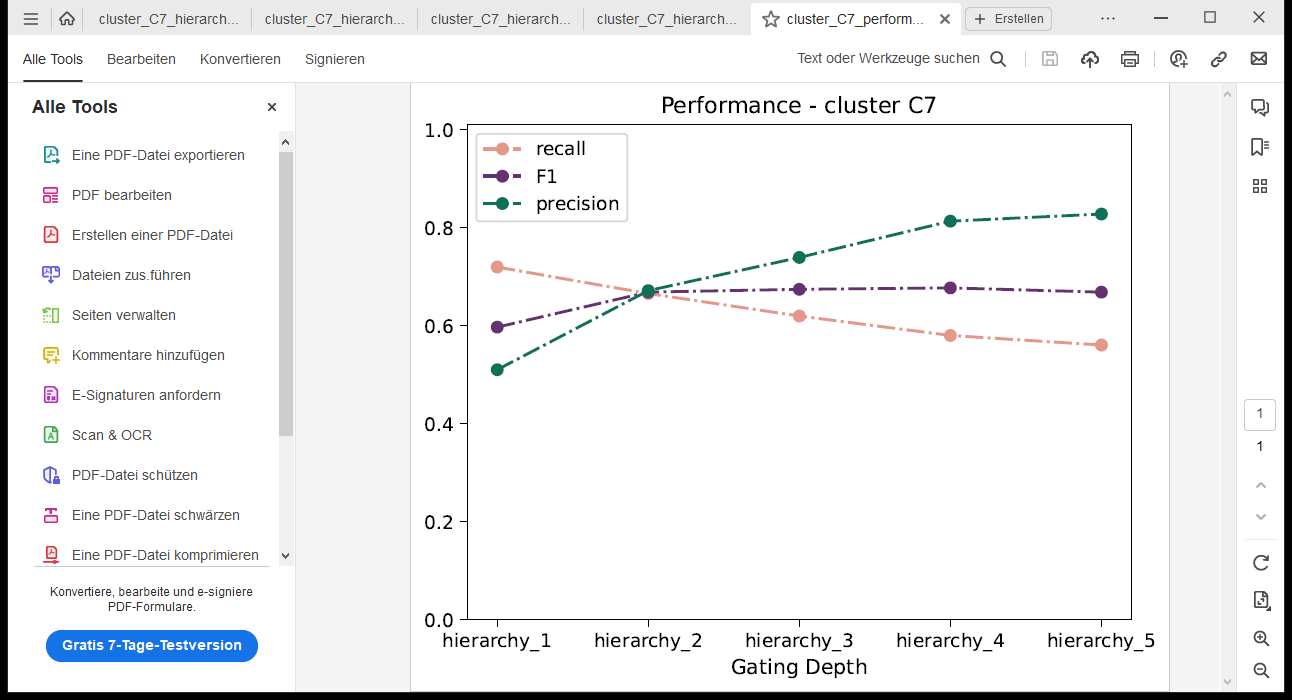 cluster_C7_hierarch...
cluster_C7_hierarch...
cluster_C7_hierarch...
cluster_C7_hierarch...
cluster_C7_perform...
Erstellen
Alle Tools
Bearbeiten
Konvertieren
Signieren
Text oder Werkzeuge suchen
Alle Tools
Eine PDF-Datei exportieren
PDF bearbeiten
Erstellen einer PDF-Datei
Dateien zus.führen
Seiten verwalten
Kommentare hinzufügen
E-Signaturen anfordern
Scan & OCR
PDF-Datei schützen
Eine PDF-Datei schwärzen
Eine PDF-Datei komprimieren
Konvertiere, bearbeite und e-signiere
PDF-Formulare.
Gratis 7-Tage-Testversion
Performance - cluster C7
recall
F1
precision
1.0
0.8
0.6
0.4
0.2
0.0
hierarchy_1
hierarchy_2
hierarchy_3
hierarchy_4
hierarchy_5
Gating Depth
1
1